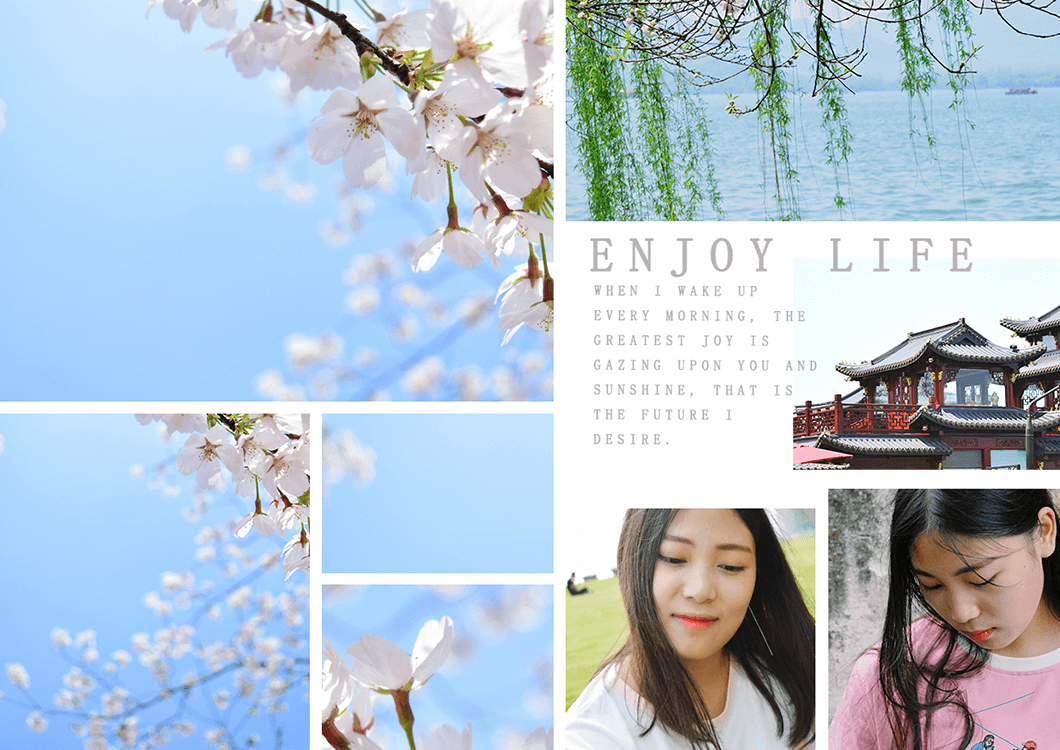 ENJOY LIFE
WHEN I WAKE UP
EVERY MORNING, THE
GREATEST JOY IS
GAZING UPON YOU AND
SUNSHINE, THAT IS
THE FUTURE I
DESIRE.